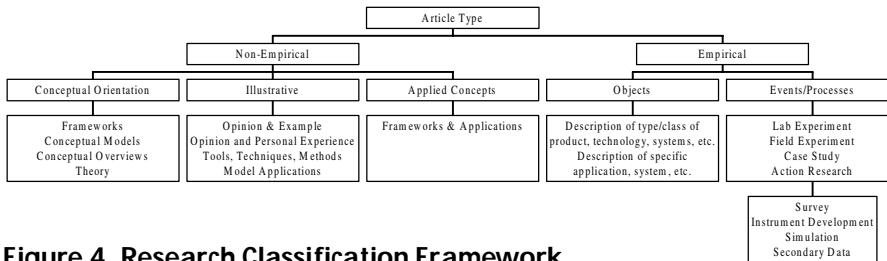 Article Type
Non-Empirical
Empirical
Conceptual Orientation
Illustrative
Applied Concepts
Objects
Events/Processes
Frameworks
Conceptual Models
Conceptual Overviews
Theory
Opinion & Example
Opinion and Personal Experience
Tools, Techniques, Methods
Model Applications
Frameworks & Applications
Description of type/class of
product, technology, systems, etc.
Description of specific
application, system, etc.
Lab Experiment
Field Experiment
Case Study
Action Research
Survey
Instrument Development
Simulation
Secondary Data
Figure 4. Research Classification Framework